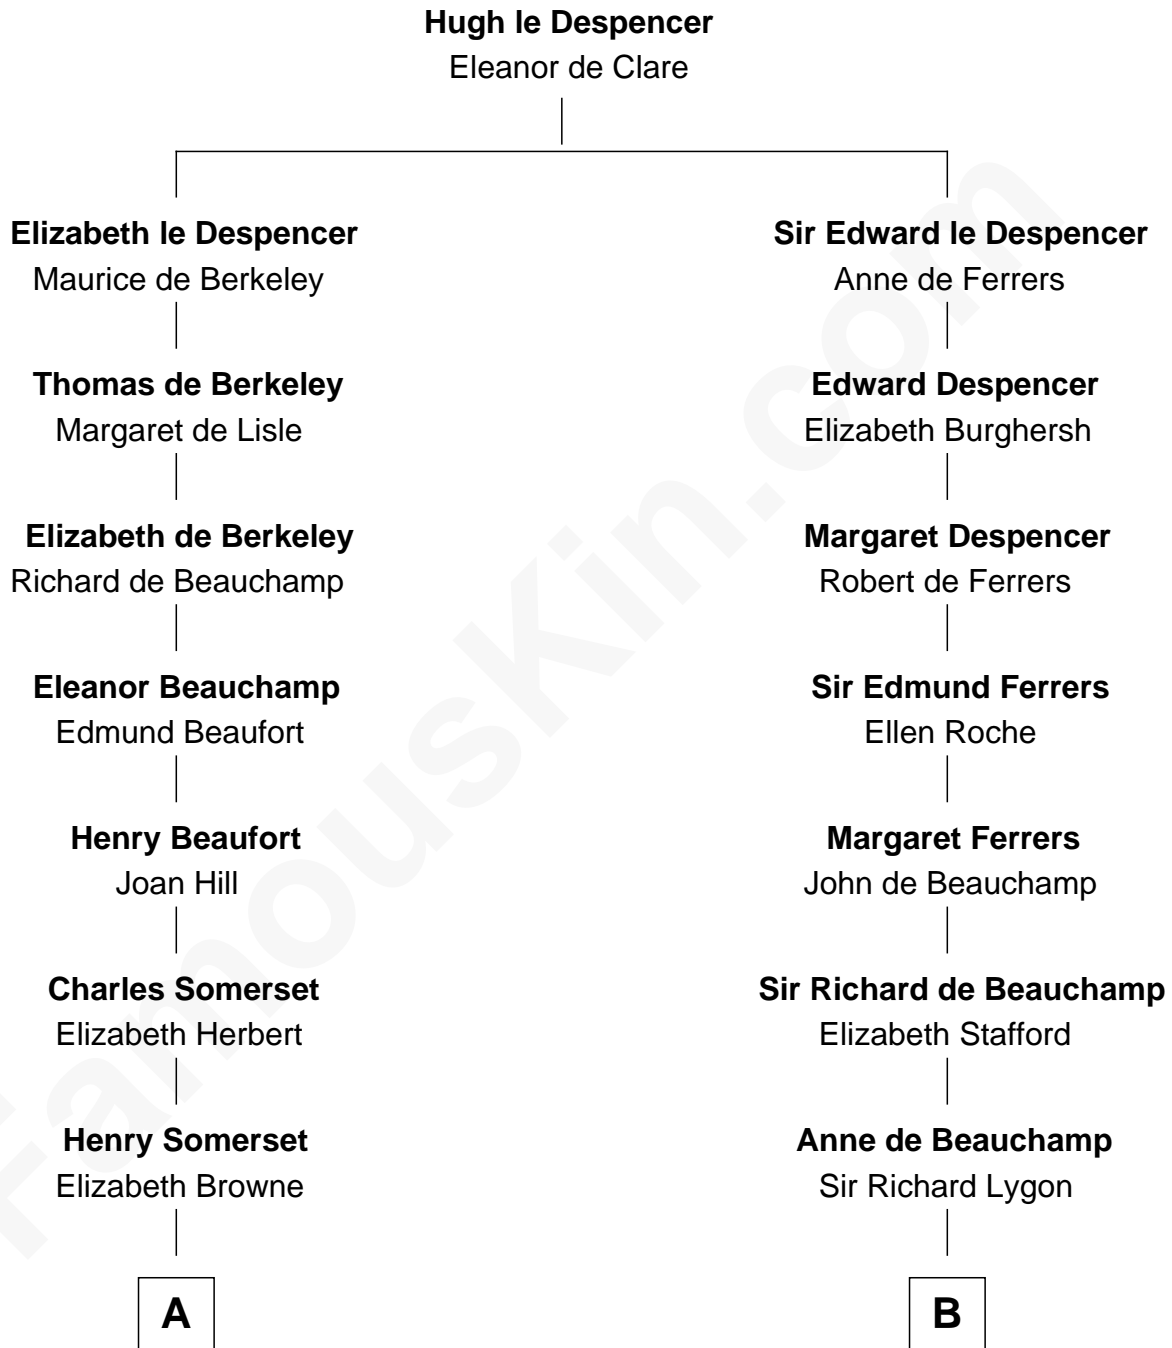 Hugh le Despencer
Eleanor de Clare
Elizabeth le Despencer
Maurice de Berkeley
Sir Edward le Despencer
Anne de Ferrers
Thomas de Berkeley
Margaret de Lisle
Edward Despencer
Elizabeth Burghersh
Elizabeth de Berkeley
Richard de Beauchamp
Margaret Despencer
Robert de Ferrers
Eleanor Beauchamp
Edmund Beaufort
Sir Edmund Ferrers
Ellen Roche
Henry Beaufort
Joan Hill
Margaret Ferrers
John de Beauchamp
Charles Somerset
Elizabeth Herbert
Sir Richard de Beauchamp
Elizabeth Stafford
Henry Somerset
Elizabeth Browne
Anne de Beauchamp
Sir Richard Lygon
A
B
FamousKin.com